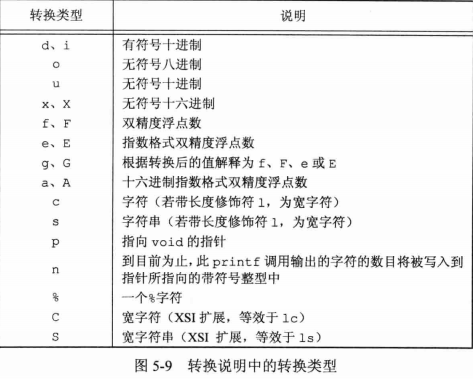 转换类型 说明
d、i 有符号十进制
o 无符号八进制
u 无符号十进制
x、X 无符号十六进制
f、F 双精度浮点数
e、E 指数格式双精度浮点数
g、G 根据转换后的值解释为 f、F、e 或 E
a、A 十六进制指数格式双精度浮点数
c 字符（若带长度修饰符 l，为宽字符）
s 字符串（若带长度修饰符 l，为宽字符）
p 指向 void 的指针
n 到目前为止，此 printf 调用输出的字符的数目将被写入到
指针所指向的带符号整型中
% 一个%字符
C 宽字符（XSI 扩展，等效于 lc）
S 宽字符串（XSI 扩展，等效于 ls）
图 5-9 转换说明中的转换类型